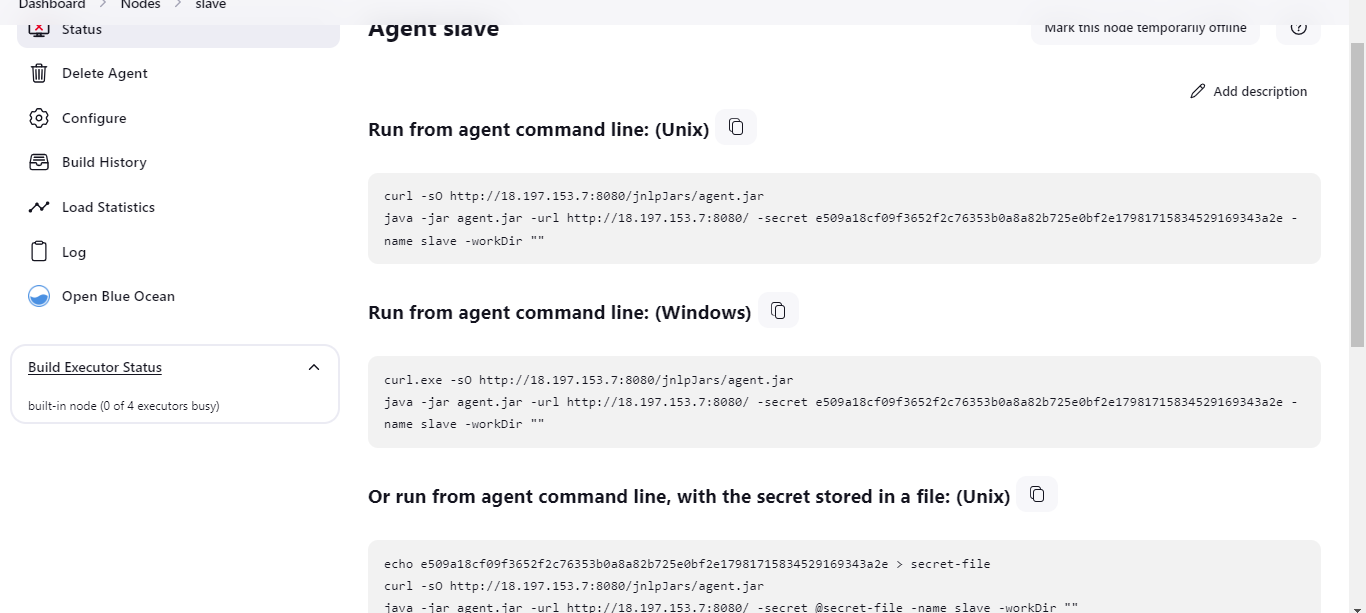 Dashboard > Nodes > slave
Status
Delete Agent
Configure
Build History
Load Statistics
Log
Open Blue Ocean
Build Executor Status
built-in node (0 of 4 executors busy)
Agent slave
Mark this node temporarily offline
Add description
Run from agent command line: (Unix)
curl -sO http://18.197.153.7:8080/jnlpJars/agent.jar
java -jar agent.jar -url http://18.197.153.7:8080/ -secret e509a18cf09f3652f2c76353b0a8a82b725e0bf2e17981715834529169343a2e -
name slave -workDir ""
Run from agent command line: (Windows)
curl.exe -sO http://18.197.153.7:8080/jnlpJars/agent.jar
java -jar agent.jar -url http://18.197.153.7:8080/ -secret e509a18cf09f3652f2c76353b0a8a82b725e0bf2e17981715834529169343a2e -
name slave -workDir ""
Or run from agent command line, with the secret stored in a file: (Unix)
echo e509a18cf09f3652f2c76353b0a8a82b725e0bf2e17981715834529169343a2e > secret-file
curl -sO http://18.197.153.7:8080/jnlpJars/agent.jar
java -jar agent.jar -url http://18.197.153.7:8080/ -secret @secret-file -name slave -workDir ""